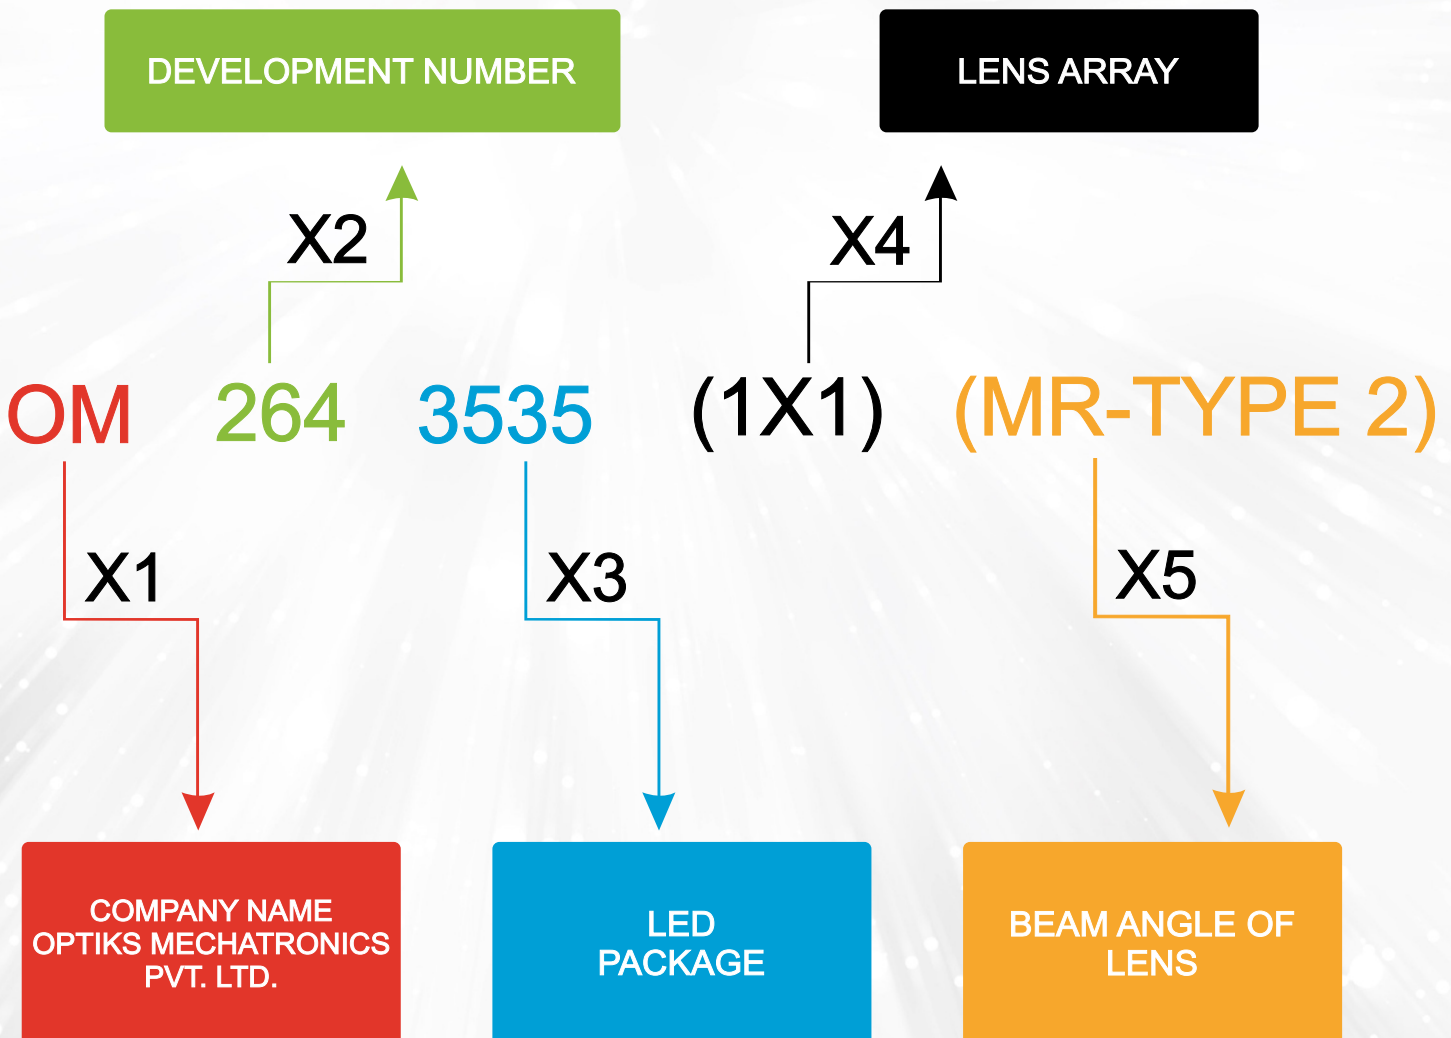 DEVELOPMENT NUMBER
LENS ARRAY
X2
X4
OM 264 3535 (1X1) (MR-TYPE 2)
X1
X3
X5
COMPANY NAME
OPTIKS MECHATRONICS
PVT. LTD.
LED
PACKAGE
BEAM ANGLE OF
LENS